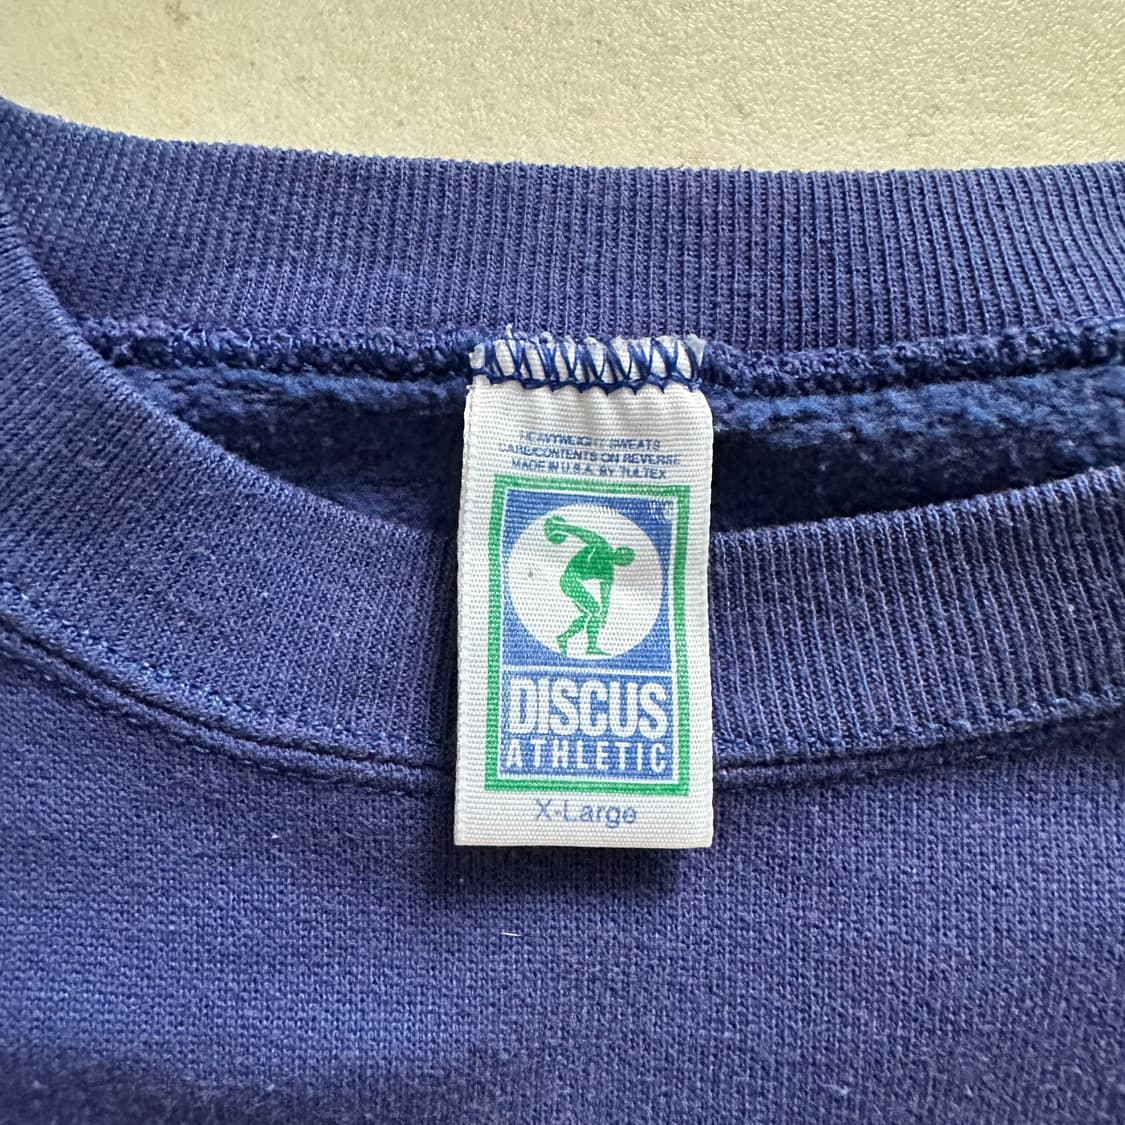 HEAVYWEIGHT SWEATS
CARE/CONTENTS ON REVERSE
MADE IN U.S.A. BY TULTEX
DISCUS
ATHLETIC
X-Large